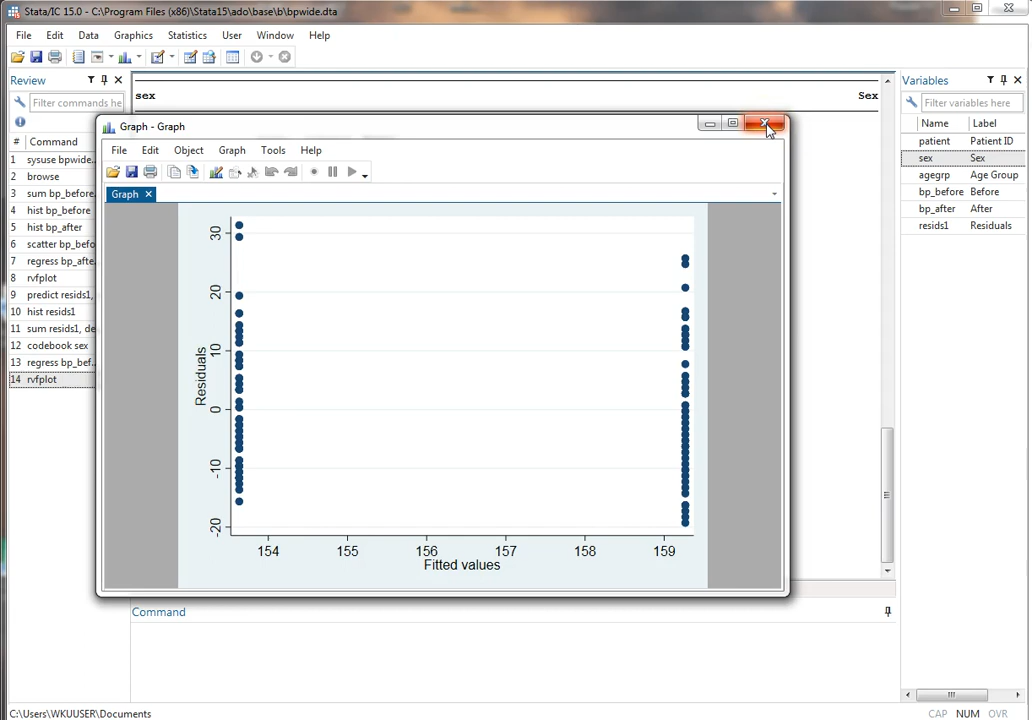 Stata/IC 15.0 - C:\Program Files (x86)\Stata15\ado\base\b\bpwide.dta
File Edit Data Graphics Statistics User Window Help
Review
Filter commands he
# Command
1 sysuse bpwide...
2 browse
3 sum bp_before...
4 hist bp_before
5 hist bp_after
6 scatter bp_befo
7 regress bp_afte...
8 rvfplot
9 predict resids1,
10 hist resids1
11 sum resids1, de
12 codebook sex
13 regress bp_bef...
14 rvfplot
sex Sex
Graph - Graph
File Edit Object Graph Tools Help
Graph
Residuals
30
20
10
0
-10
-20
154 155 156 157 158 159
Fitted values
Command
Variables
Filter variables here
Name Label
patient Patient ID
sex Sex
agegrp Age Group
bp_before Before
bp_after After
resids1 Residuals
C:\Users\WKUUSER\Documents
CAP NUM OVR